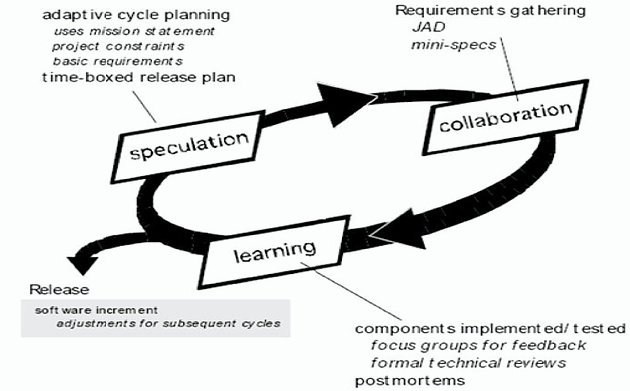 adaptive cycle planning
uses mission statement
project constraints
basic requirements
time-boxed release plan
Requirements gathering
JAD
mini-specs
speculation
collaboration
learning
Release
software increment
adjustments for subsequent cycles
components implemented/ tested
focus groups for feedback
formal technical reviews
postmortems